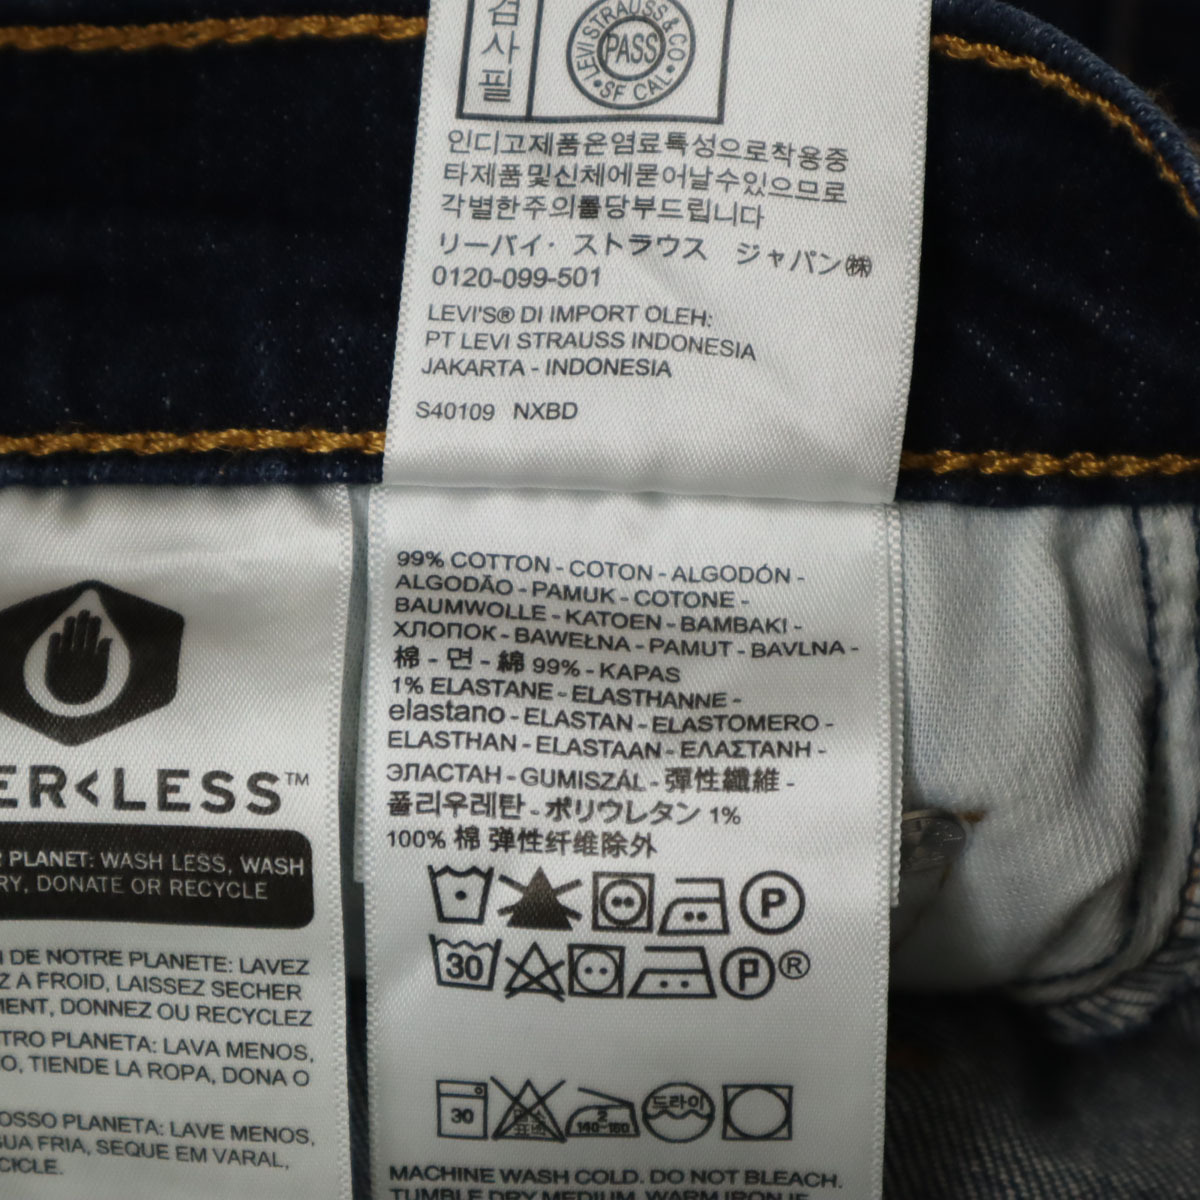 검
사
필
LEVI STRAUSS & CO
PASS
SF CAL
인디고제품은염료특성으로착용중
타제품및신체에묻어날수있으므로
각별한주의를당부드립니다
リーバイ・ストラウス ジャパン㈱
0120-099-501
LEVI'S® DI IMPORT OLEH:
PT LEVI STRAUSS INDONESIA
JAKARTA - INDONESIA
S40109 NXBD
ER<LESS™
PLANET: WASH LESS, WASH
RY, DONATE OR RECYCLE
DE NOTRE PLANETE: LAVEZ
Z A FROID, LAISSEZ SECHER
MENT, DONNEZ OU RECYCLEZ
TRO PLANETA: LAVA MENOS,
O, TIENDE LA ROPA, DONA O
OSSO PLANETA: LAVE MENOS,
GUA FRIA, SEQUE EM VARAL,
CICLE.
99% COTTON - COTON - ALGODÓN -
ALGODÃO - PAMUK - COTONE -
BAUMWOLLE - KATOEN - BAMBAKI -
ХЛОПОК - BAWEŁNA - PAMUT - BAVLNA -
棉 - 면 - 綿 99% - KAPAS
1% ELASTANE - ELASTHANNE -
elastano - ELASTAN - ELASTOMERO -
ELASTHAN - ELASTAAN - ΕΛΑΣΤΑΝΗ -
ЭЛАСТАН - GUMISZÁL - 彈性纖維 -
폴리우레탄 - ポリウレタン 1%
100% 棉 弹性纤维除外
P
30 P ®
30 2 140~160 드라이
MACHINE WASH COLD. DO NOT BLEACH.
TUMBLE DRY MEDIUM. WARM IRON IF